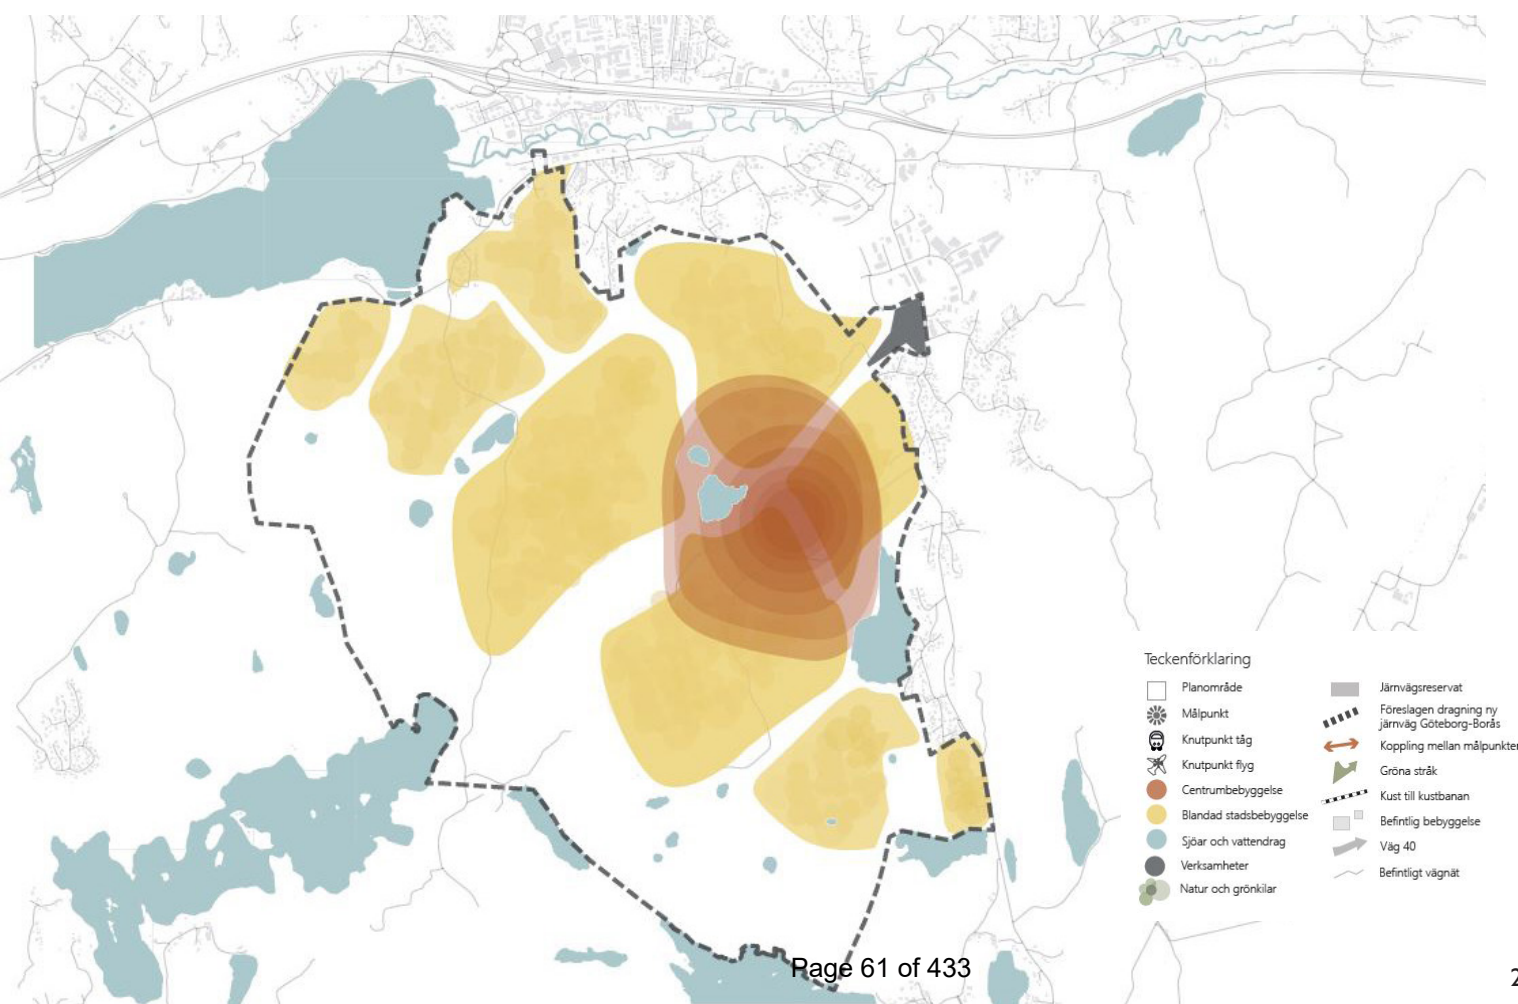 Teckenförklaring
Planområde
Målpunkt
Knutpunkt tåg
Knutpunkt flyg
Centrumbebyggelse
Blandad stadsbebyggelse
Sjöar och vattendrag
Verksamheter
Natur och grönkilar
Järnvägsreservat
Föreslagen dragning ny
järnväg Göteborg-Borås
Koppling mellan målpunkter
Gröna stråk
Kust till kustbanan
Befintlig bebyggelse
Väg 40
Befintligt vägnät
Page 61 of 433
2